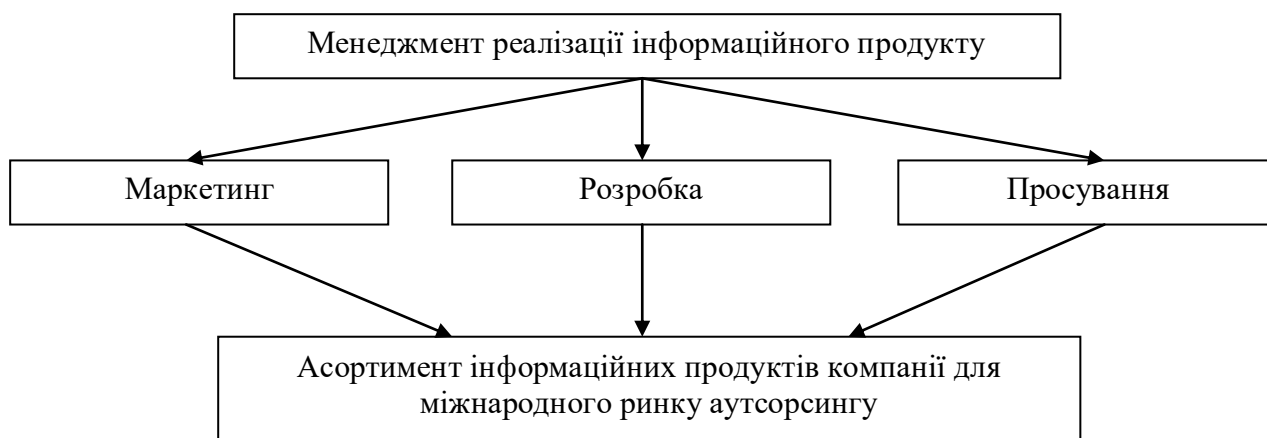 Менеджмент реалізації інформаційного продукту
Маркетинг
Розробка
Просування
Асортимент інформаційних продуктів компанії для
міжнародного ринку аутсорсингу